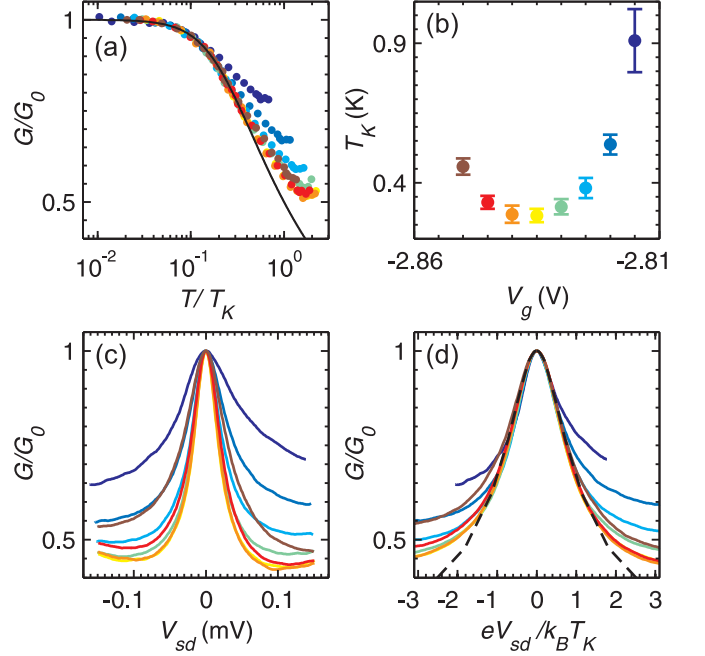 (a)
G/G0
1
0.5
10⁻² 10⁻¹ 10⁰
T/TK
(b)
TK (K)
0.9
0.4
-2.86 -2.81
Vg (V)
(c)
G/G0
1
0.5
-0.1 0 0.1
Vsd (mV)
(d)
G/G0
1
0.5
-3 -2 -1 0 1 2 3
eVsd/kBTK